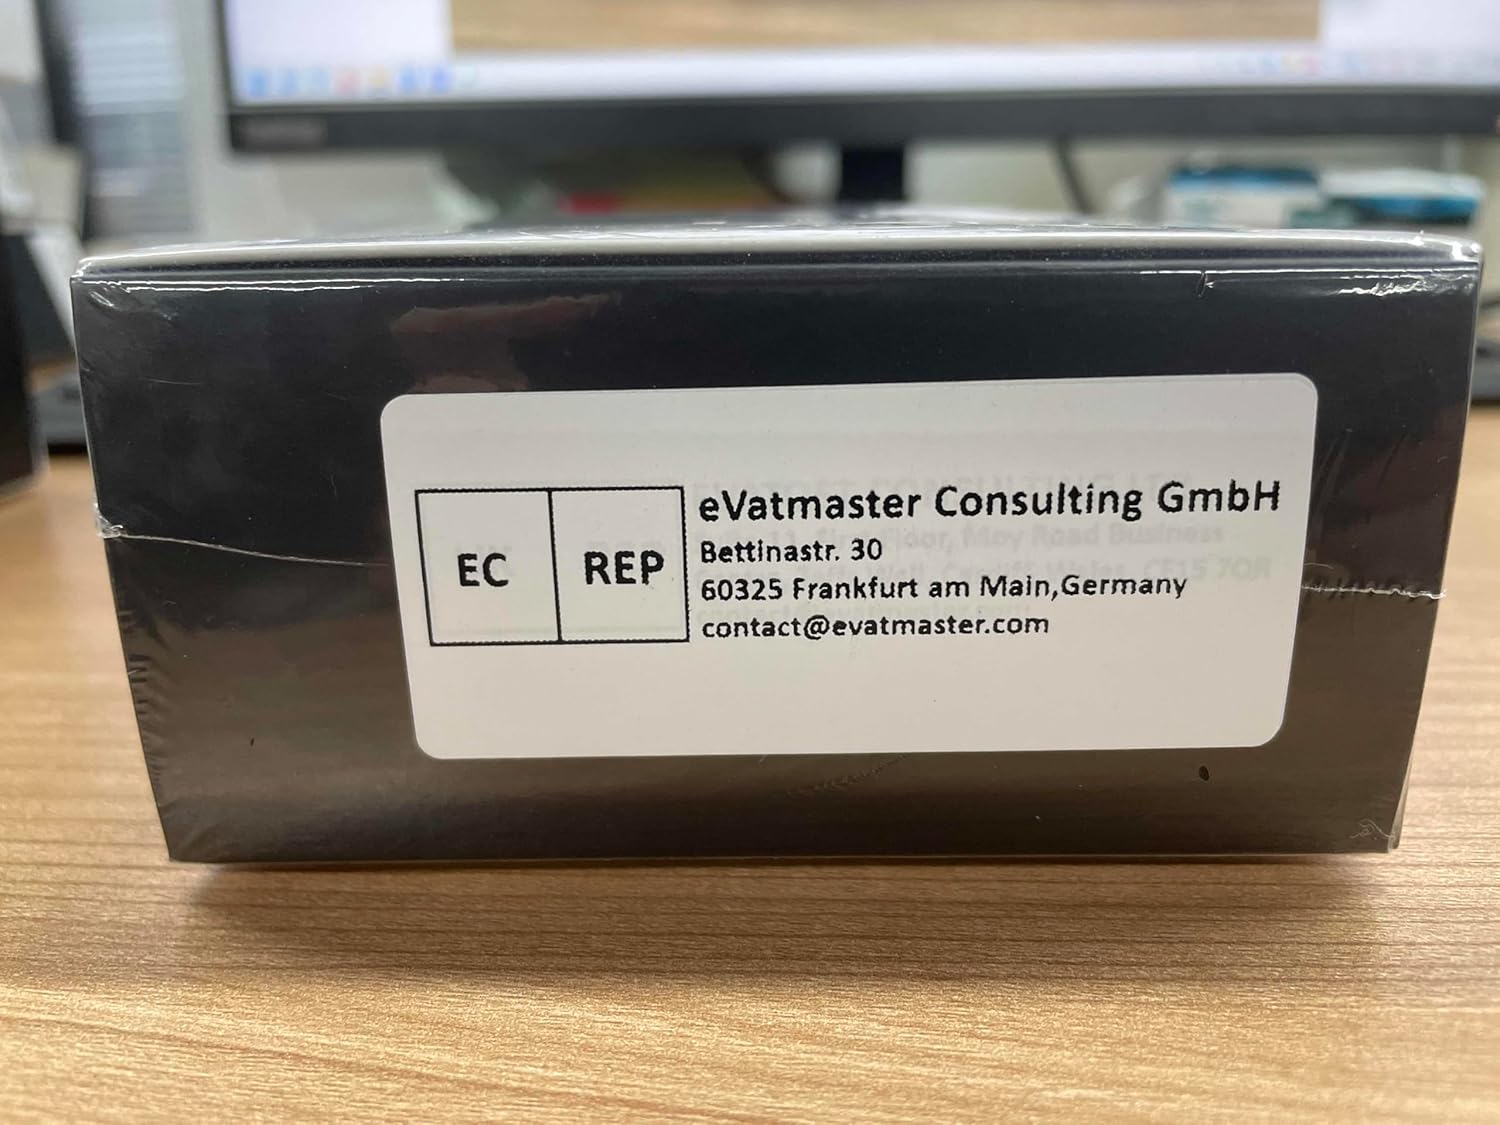 EC REP
eVatmaster Consulting GmbH
Bettinastr. 30
60325 Frankfurt am Main,Germany
contact@evatmaster.com